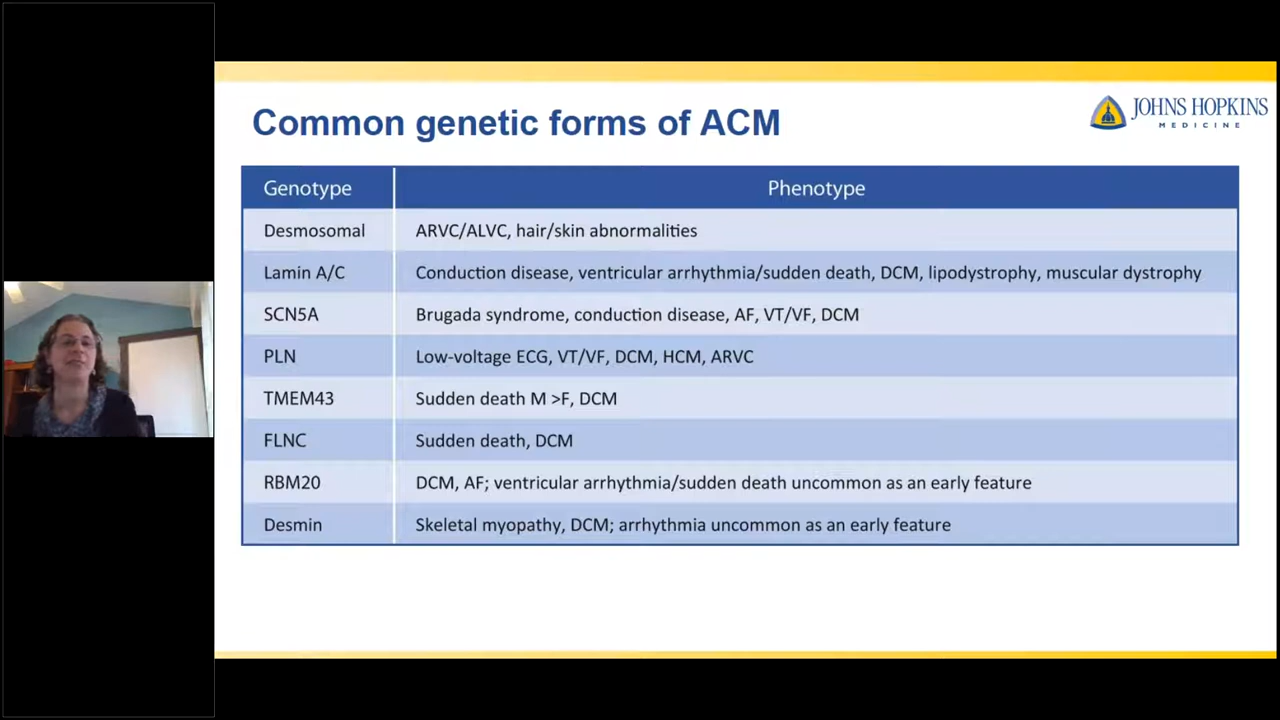 Common genetic forms of ACM
JOHNS HOPKINS
MEDICINE
Genotype Phenotype
Desmosomal ARVC/ALVC, hair/skin abnormalities
Lamin A/C Conduction disease, ventricular arrhythmia/sudden death, DCM, lipodystrophy, muscular dystrophy
SCN5A Brugada syndrome, conduction disease, AF, VT/VF, DCM
PLN Low-voltage ECG, VT/VF, DCM, HCM, ARVC
TMEM43 Sudden death M >F, DCM
FLNC Sudden death, DCM
RBM20 DCM, AF; ventricular arrhythmia/sudden death uncommon as an early feature
Desmin Skeletal myopathy, DCM; arrhythmia uncommon as an early feature